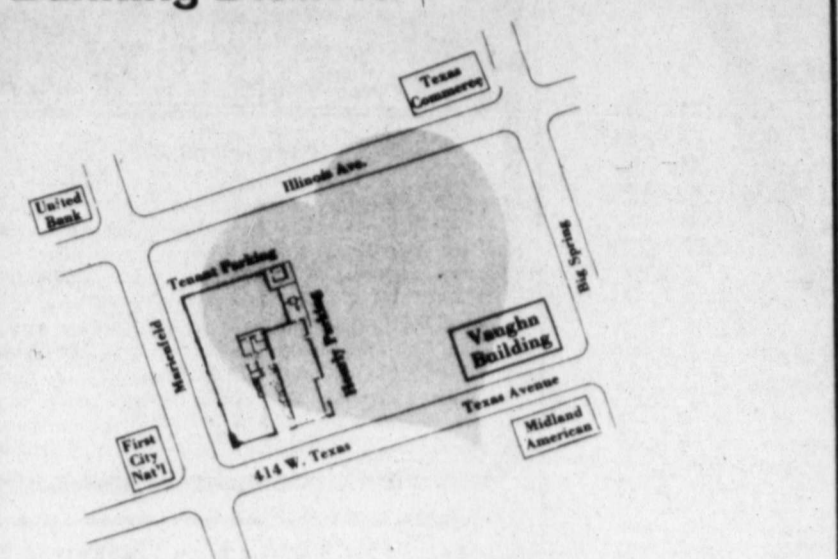 Texas
Commerce
Illinois Ave.
United
Bank
Big Spring
Tenant Parking
Hourly Parking
Marienfeld
Vaughn
Building
Texas Avenue
Midland
American
First
City
Nat'l
414 W. Texas